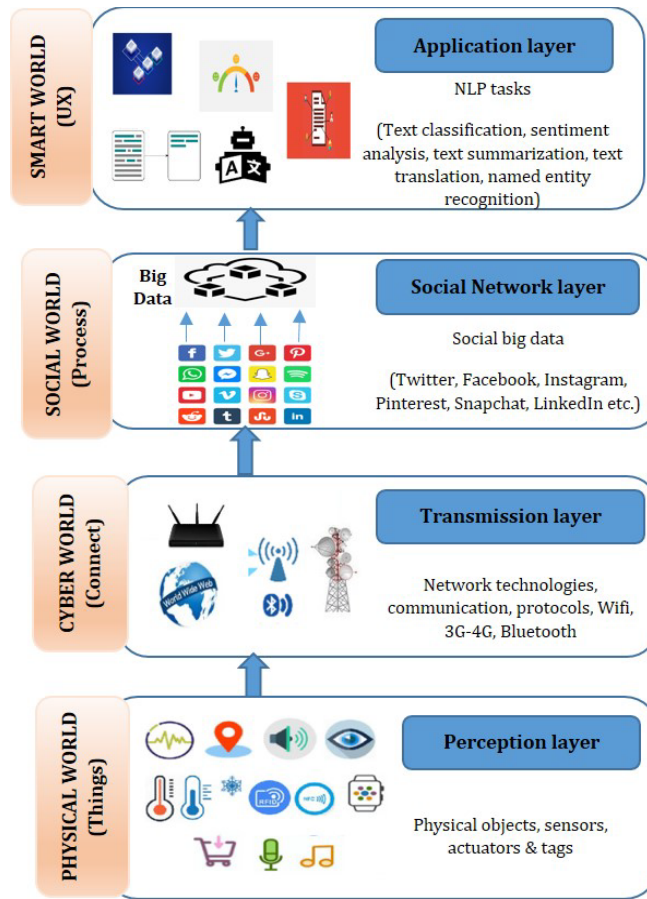 SMART WORLD
(UX)
Application layer
NLP tasks
(Text classification, sentiment
analysis, text summarization, text
translation, named entity
recognition)
A
SOCIAL WORLD
(Process)
Big
Data
Social Network layer
Social big data
(Twitter, Facebook, Instagram,
Pinterest, Snapchat, LinkedIn etc.)
CYBER WORLD
(Connect)
World Wide Web
Transmission layer
Network technologies,
communication, protocols, Wifi,
3G-4G, Bluetooth
PHYSICAL WORLD
(Things)
RFID
NFC
Perception layer
Physical objects, sensors,
actuators & tags